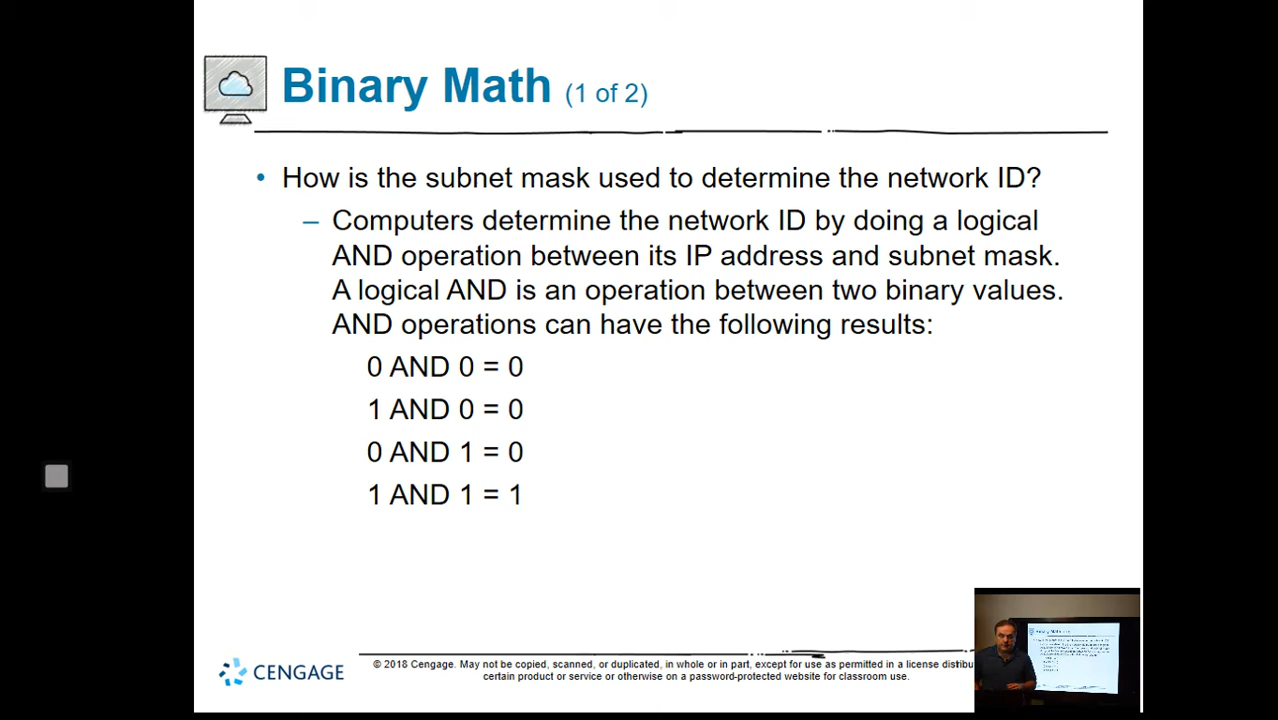 Binary Math (1 of 2)
• How is the subnet mask used to determine the network ID?
– Computers determine the network ID by doing a logical
AND operation between its IP address and subnet mask.
A logical AND is an operation between two binary values.
AND operations can have the following results:
0 AND 0 = 0
1 AND 0 = 0
0 AND 1 = 0
1 AND 1 = 1
CENGAGE
© 2018 Cengage. May not be copied, scanned, or duplicated, in whole or in part, except for use as permitted in a license
certain product or service or otherwise on a password-protected website for classroom use.
Binary Math